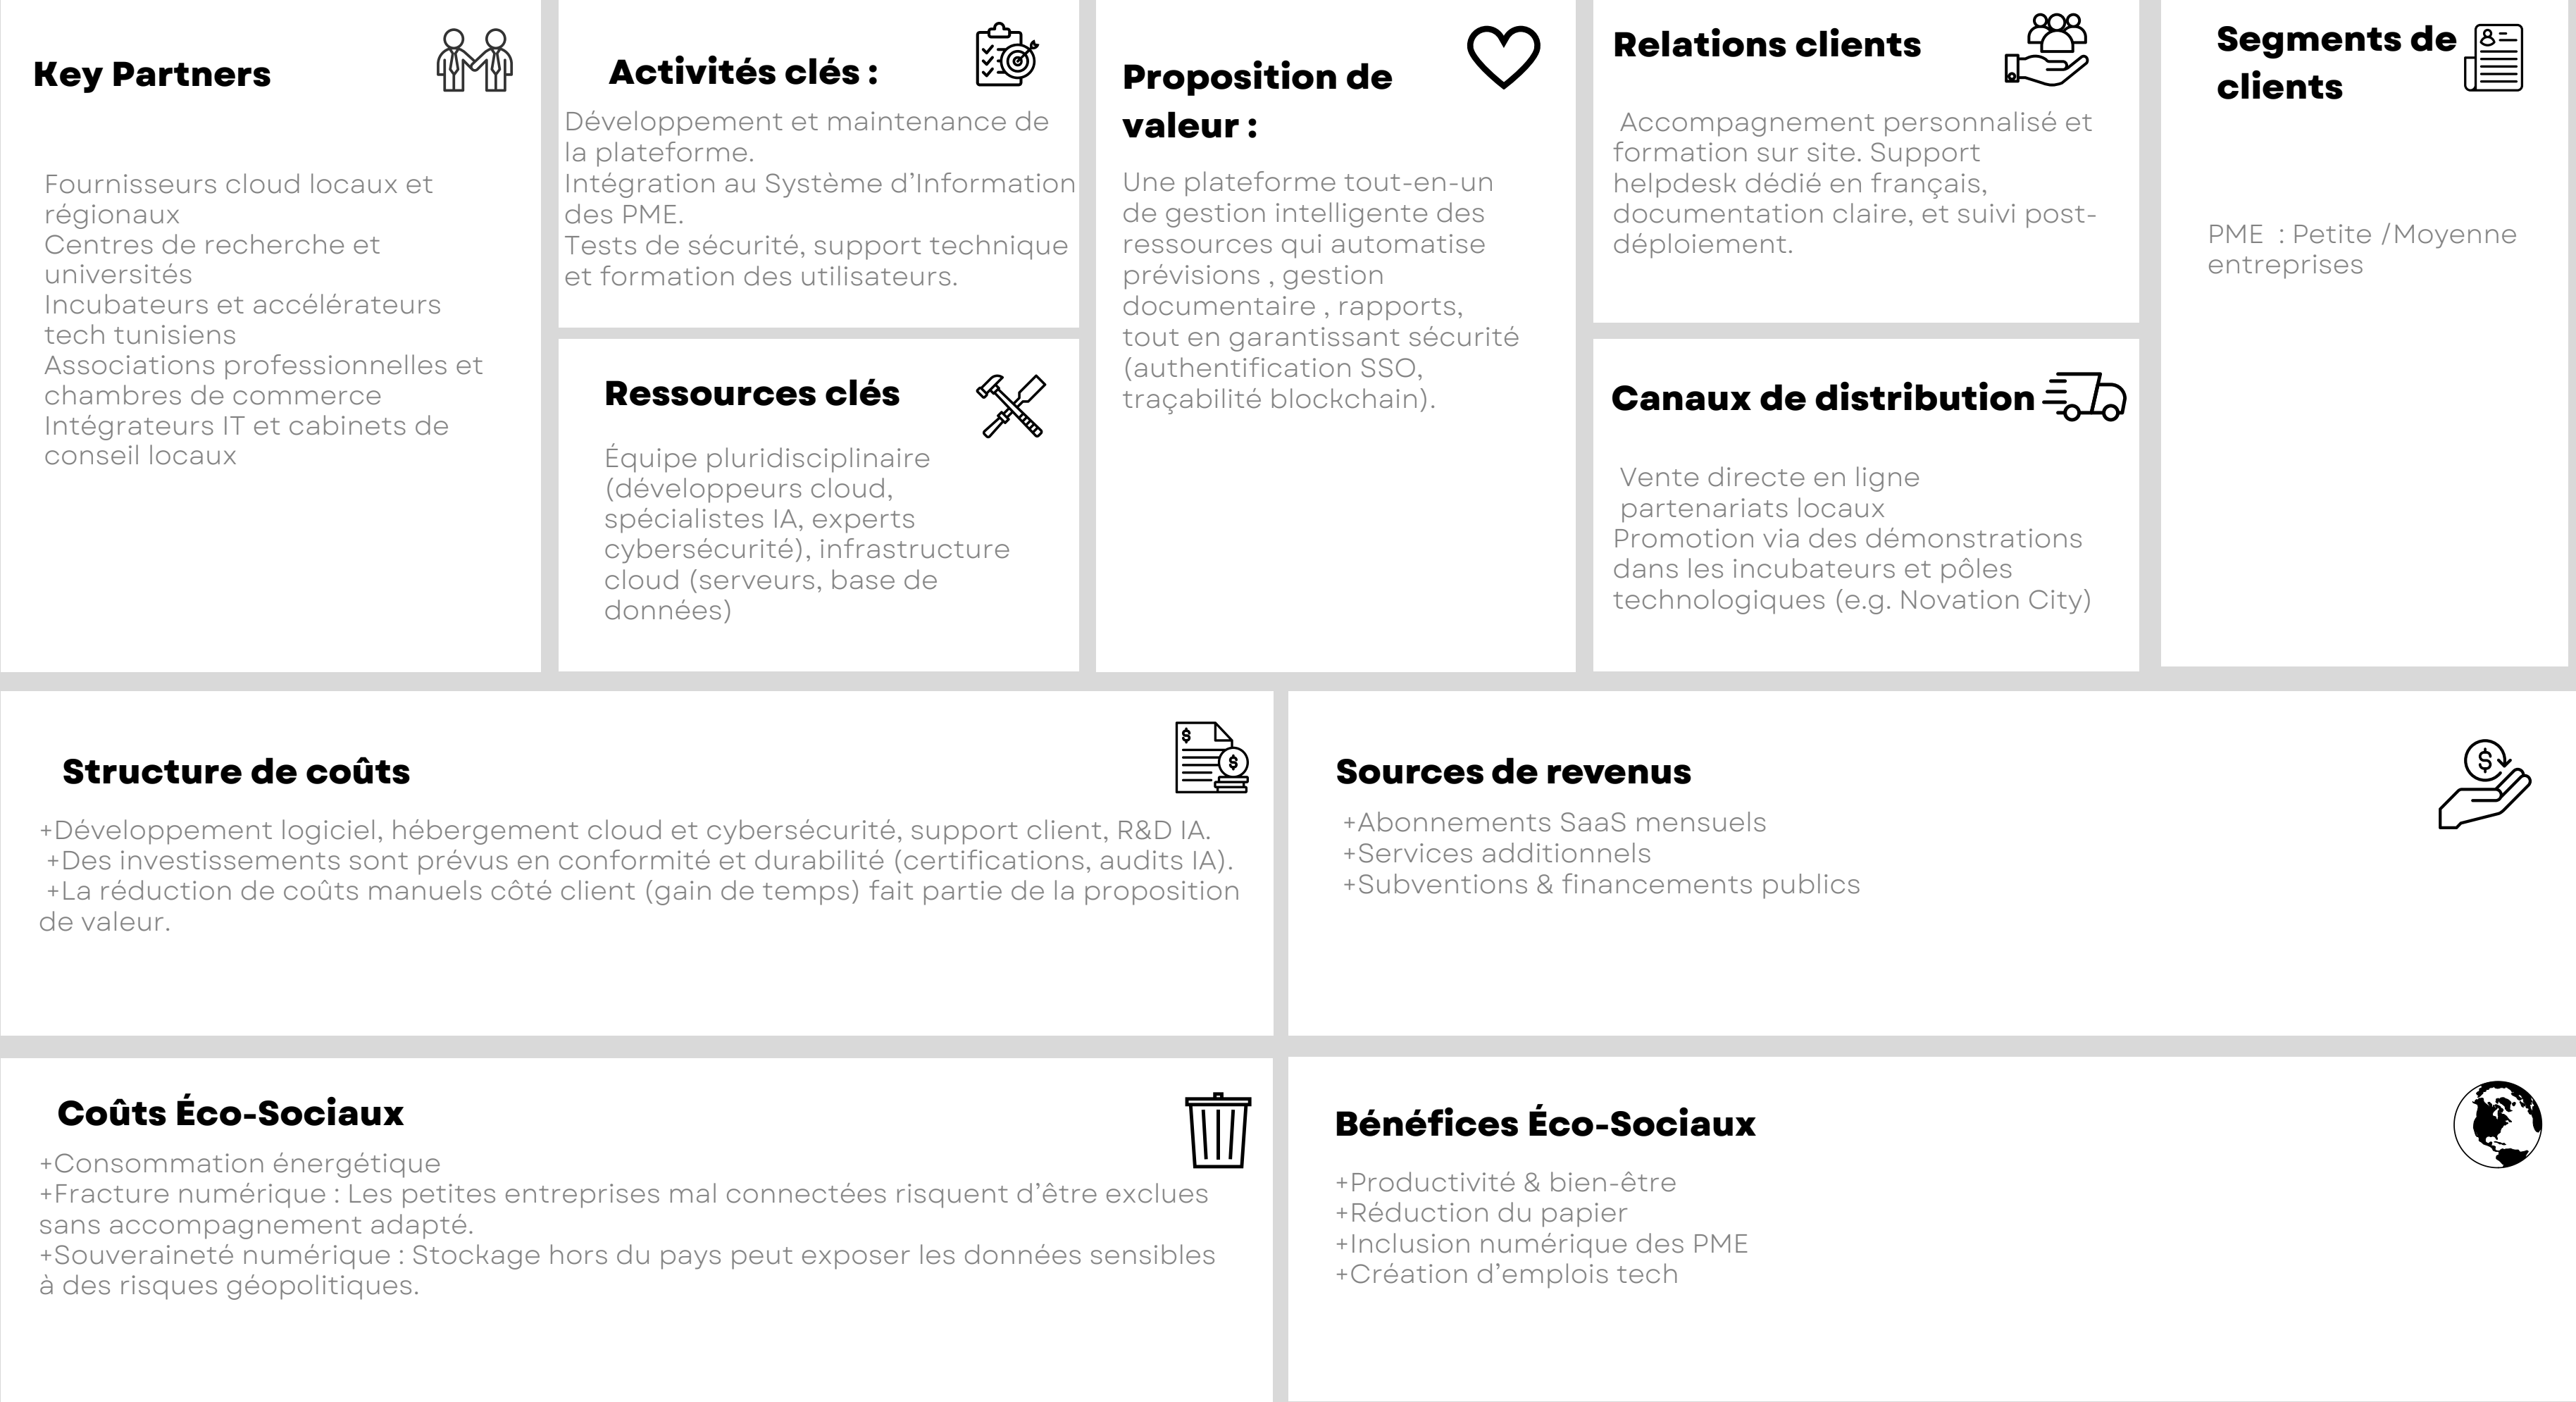 Key Partners
Fournisseurs cloud locaux et
régionaux
Centres de recherche et
universités
Incubateurs et accélérateurs
tech tunisiens
Associations professionnelles et
chambres de commerce
Intégrateurs IT et cabinets de
conseil locaux
Activités clés :
Développement et maintenance de
la plateforme.
Intégration au Système d’Information
des PME.
Tests de sécurité, support technique
et formation des utilisateurs.
Ressources clés
Équipe pluridisciplinaire
(développeurs cloud,
spécialistes IA, experts
cybersécurité), infrastructure
cloud (serveurs, base de
données)
Proposition de
valeur :
Une plateforme tout-en-un
de gestion intelligente des
ressources qui automatise
prévisions , gestion
documentaire , rapports,
tout en garantissant sécurité
(authentification SSO,
traçabilité blockchain).
Relations clients
Accompagnement personnalisé et
formation sur site. Support
helpdesk dédié en français,
documentation claire, et suivi post-
déploiement.
Canaux de distribution
Vente directe en ligne
partenariats locaux
Promotion via des démonstrations
dans les incubateurs et pôles
technologiques (e.g. Novation City)
Segments de
clients
PME : Petite /Moyenne
entreprises
Structure de coûts
$
$
+Développement logiciel, hébergement cloud et cybersécurité, support client, R&D IA.
+Des investissements sont prévus en conformité et durabilité (certifications, audits IA).
+La réduction de coûts manuels côté client (gain de temps) fait partie de la proposition
de valeur.
Sources de revenus
$
+Abonnements SaaS mensuels
+Services additionnels
+Subventions & financements publics
Coûts Éco-Sociaux
+Consommation énergétique
+Fracture numérique : Les petites entreprises mal connectées risquent d’être exclues
sans accompagnement adapté.
+Souveraineté numérique : Stockage hors du pays peut exposer les données sensibles
à des risques géopolitiques.
Bénéfices Éco-Sociaux
+Productivité & bien-être
+Réduction du papier
+Inclusion numérique des PME
+Création d’emplois tech